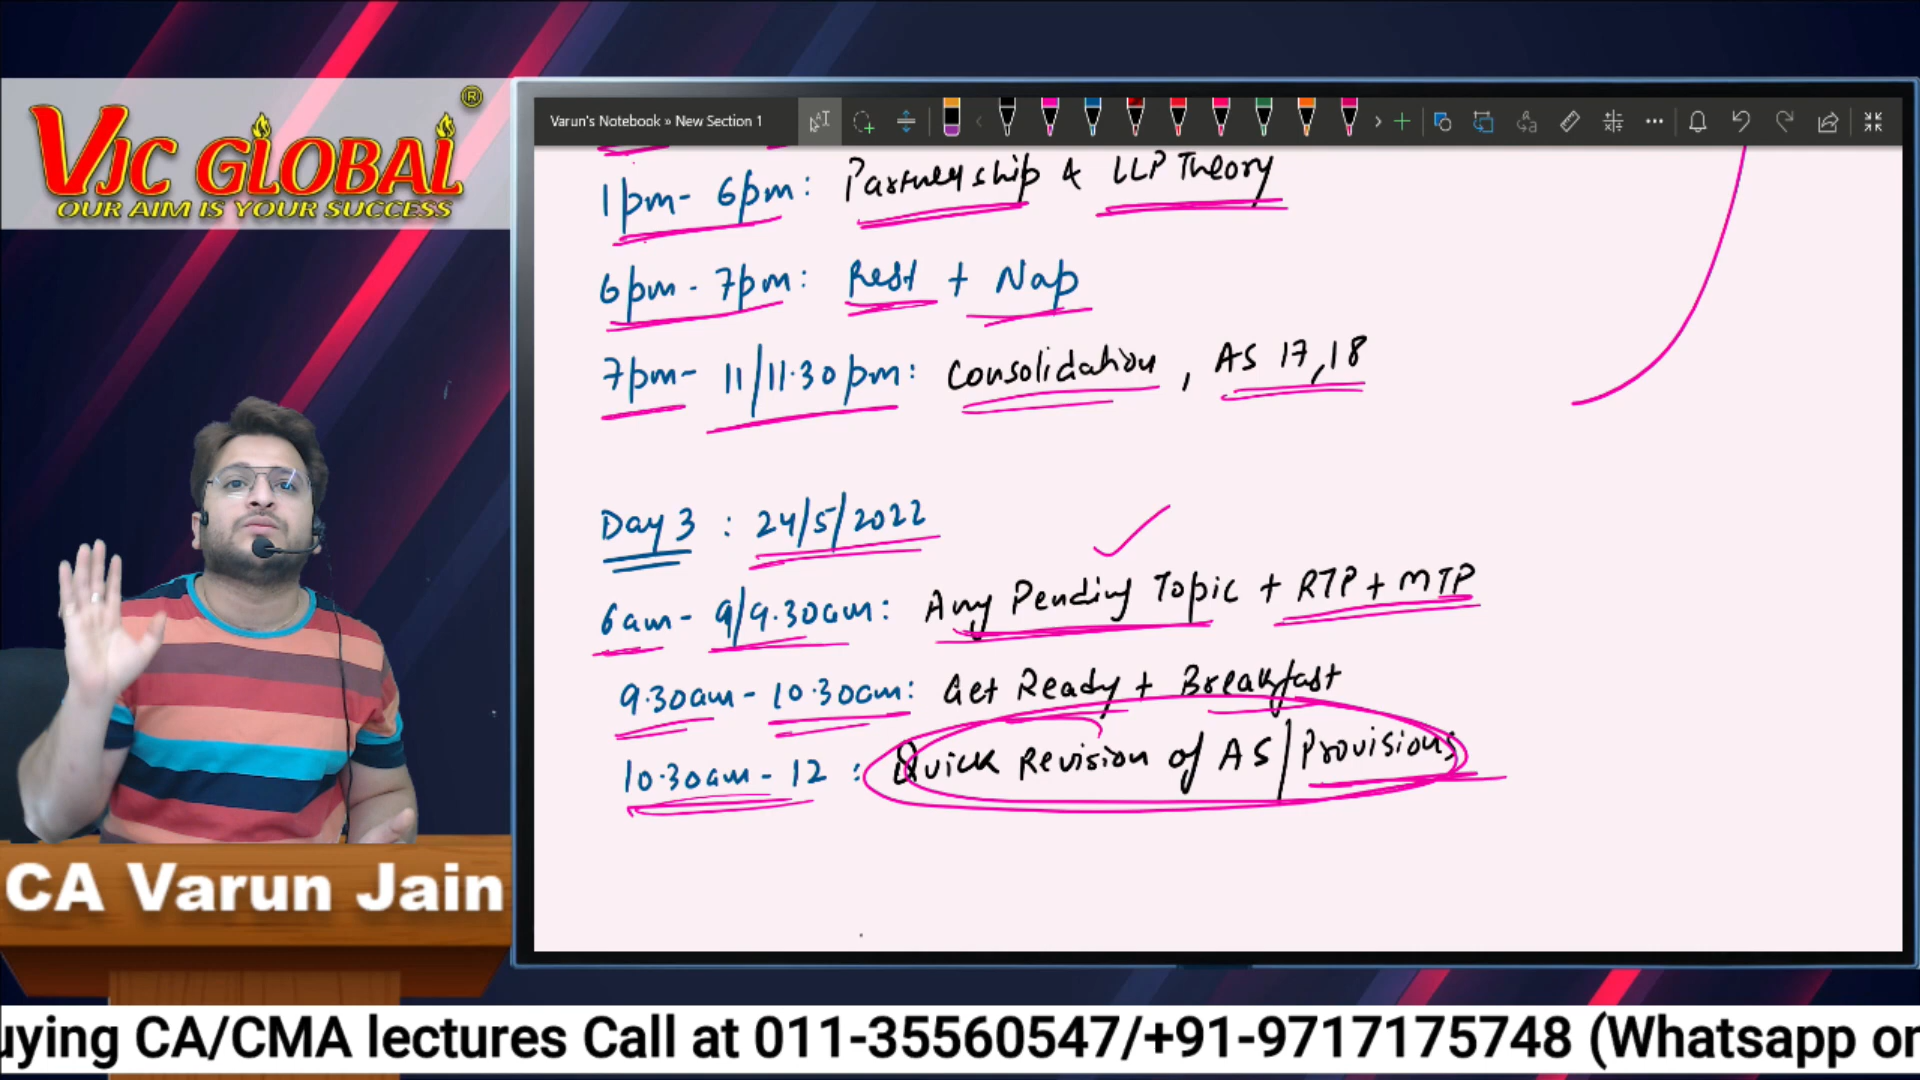 VJC GLOBAL®
OUR AIM IS YOUR SUCCESS
Varun's Notebook » New Section 1
1pm- 6pm: Partnership & LLP Theory
6pm - 7pm: Rest + Nap
7pm- 11/11.30pm: Consolidation, AS 17,18
Day 3 : 24/5/2022
6am- 9/9.30am: Any Pending Topic + RTP + MTP
9.30am - 10.30am: Get Ready + Breakfast
10.30am - 12 : Quick Revision of AS/Provisions
CA Varun Jain
uying CA/CMA lectures Call at 011-35560547/+91-9717175748 (Whatsapp or